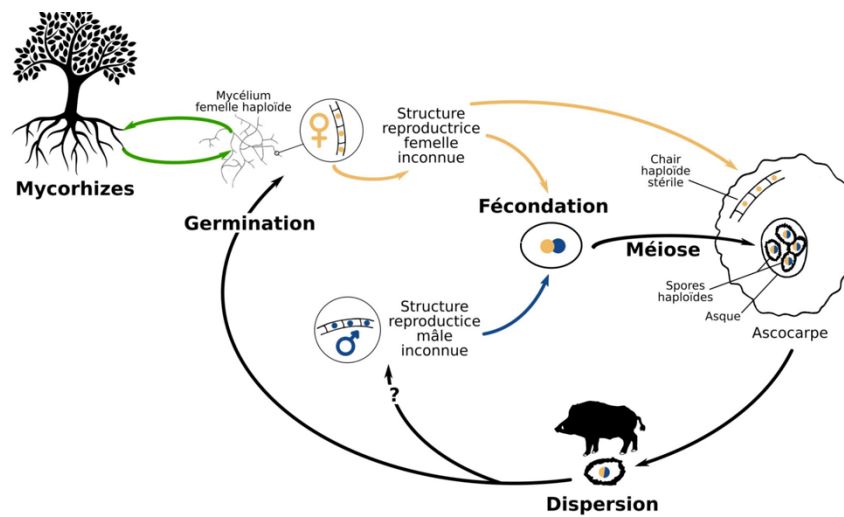 Mycélium
femelle haploïde
Mycorhizes
Structure
reproductrice
femelle
inconnue
Chair
haploïde
stérile
Germination
Fécondation
Méiose
Spores
haploïdes
Asque
Ascocarpe
Structure
reproductice
mâle
inconnue
?
Dispersion